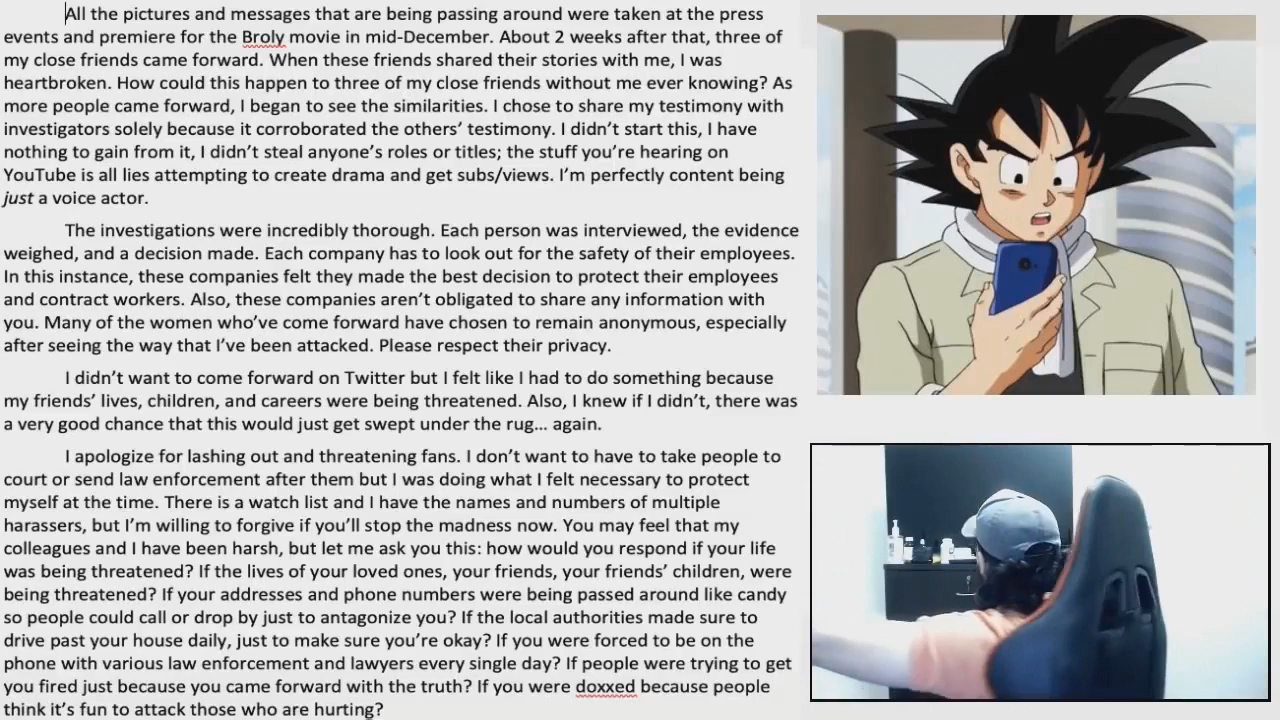 All the pictures and messages that are being passing around were taken at the press
events and premiere for the Broly movie in mid-December. About 2 weeks after that, three of
my close friends came forward. When these friends shared their stories with me, I was
heartbroken. How could this happen to three of my close friends without me ever knowing? As
more people came forward, I began to see the similarities. I chose to share my testimony with
investigators solely because it corroborated the others’ testimony. I didn’t start this, I have
nothing to gain from it, I didn’t steal anyone’s roles or titles; the stuff you’re hearing on
YouTube is all lies attempting to create drama and get subs/views. I’m perfectly content being
just a voice actor.
The investigations were incredibly thorough. Each person was interviewed, the evidence
weighed, and a decision made. Each company has to look out for the safety of their employees.
In this instance, these companies felt they made the best decision to protect their employees
and contract workers. Also, these companies aren’t obligated to share any information with
you. Many of the women who’ve come forward have chosen to remain anonymous, especially
after seeing the way that I’ve been attacked. Please respect their privacy.
I didn’t want to come forward on Twitter but I felt like I had to do something because
my friends’ lives, children, and careers were being threatened. Also, I knew if I didn’t, there was
a very good chance that this would just get swept under the rug… again.
I apologize for lashing out and threatening fans. I don’t want to have to take people to
court or send law enforcement after them but I was doing what I felt necessary to protect
myself at the time. There is a watch list and I have the names and numbers of multiple
harassers, but I’m willing to forgive if you’ll stop the madness now. You may feel that my
colleagues and I have been harsh, but let me ask you this: how would you respond if your life
was being threatened? If the lives of your loved ones, your friends, your friends’ children, were
being threatened? If your addresses and phone numbers were being passed around like candy
so people could call or drop by just to antagonize you? If the local authorities made sure to
drive past your house daily, just to make sure you’re okay? If you were forced to be on the
phone with various law enforcement and lawyers every single day? If people were trying to get
you fired just because you came forward with the truth? If you were doxxed because people
think it’s fun to attack those who are hurting?